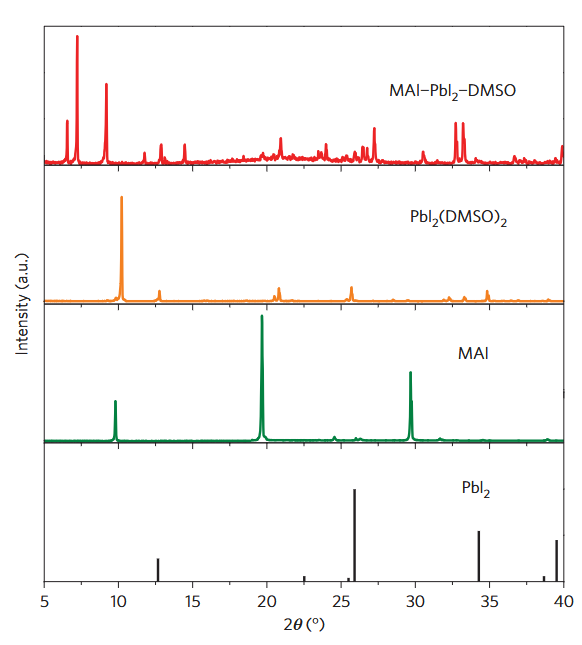 MAI–PbI₂–DMSO
PbI₂(DMSO)₂
MAI
PbI₂
Intensity (a.u.)
5 10 15 20 25 30 35 40
2θ (°)